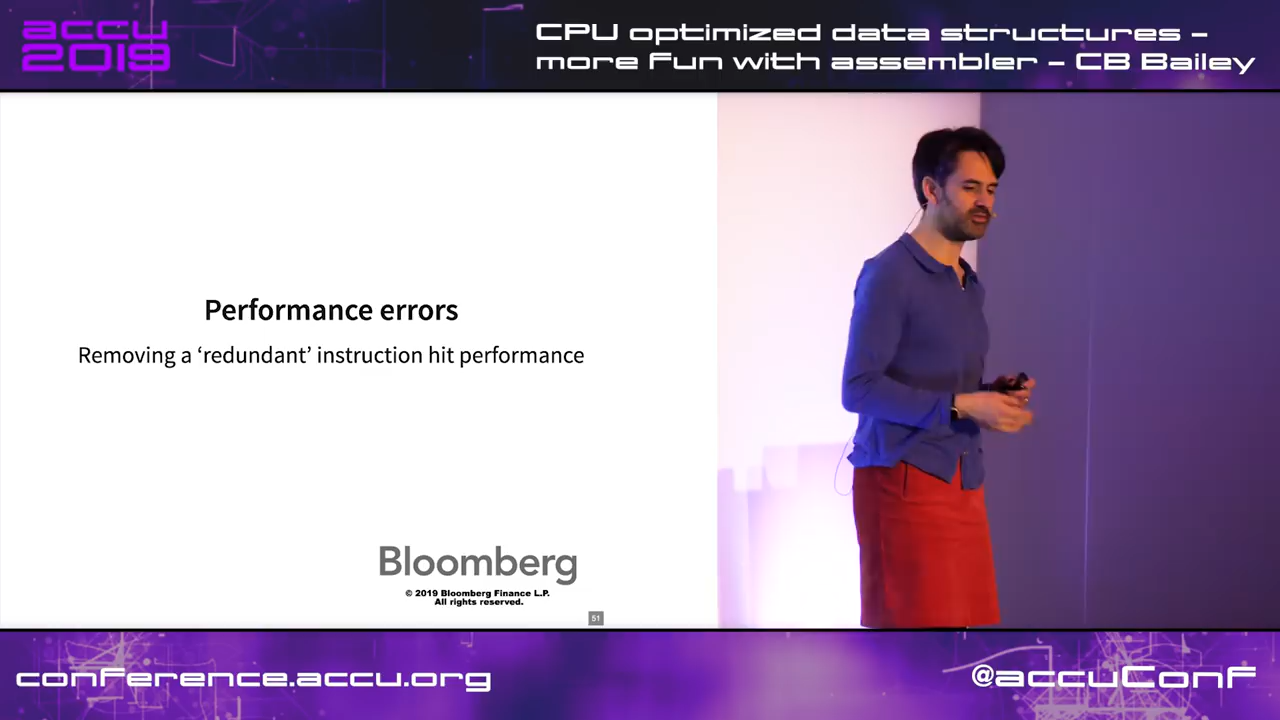 accu
2019
CPU optimized data structures –
more fun with assembler – CB Bailey
Performance errors
Removing a ‘redundant’ instruction hit performance
Bloomberg
© 2019 Bloomberg Finance L.P.
All rights reserved.
51
conference.accu.org
@accuConf